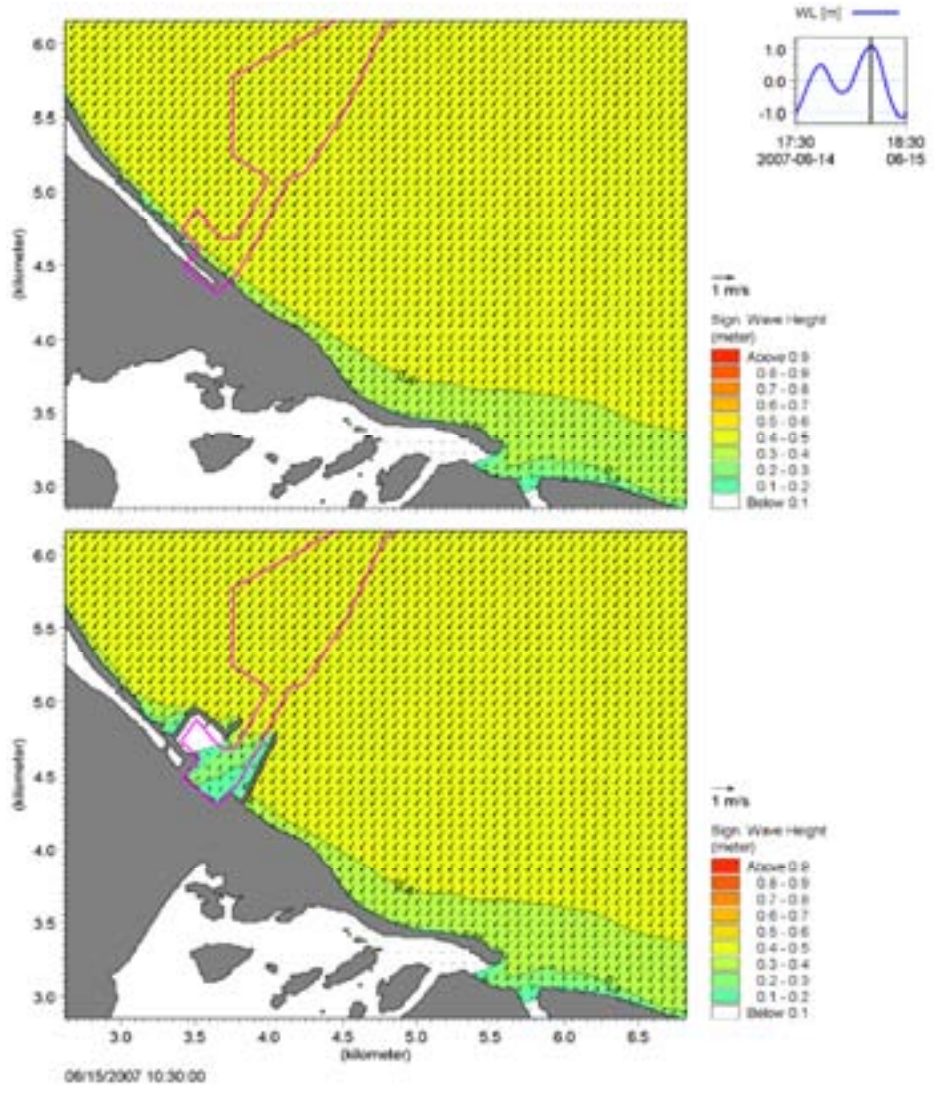 WL [m]
1.0
0.0
-1.0
17:30
18:30
2007-06-14
06-15
6.0
5.5
5.0
4.5
4.0
3.5
3.0
(kilometer)
1 m/s
Sign. Wave Height
(meter)
Above 0.9
0.8 - 0.9
0.7 - 0.8
0.6 - 0.7
0.5 - 0.6
0.4 - 0.5
0.3 - 0.4
0.2 - 0.3
0.1 - 0.2
Below 0.1
6.0
5.5
5.0
4.5
4.0
3.5
3.0
(kilometer)
1 m/s
Sign. Wave Height
(meter)
Above 0.9
0.8 - 0.9
0.7 - 0.8
0.6 - 0.7
0.5 - 0.6
0.4 - 0.5
0.3 - 0.4
0.2 - 0.3
0.1 - 0.2
Below 0.1
3.0 3.5 4.0 4.5 5.0 5.5 6.0 6.5
(kilometer)
06/15/2007 10:30:00